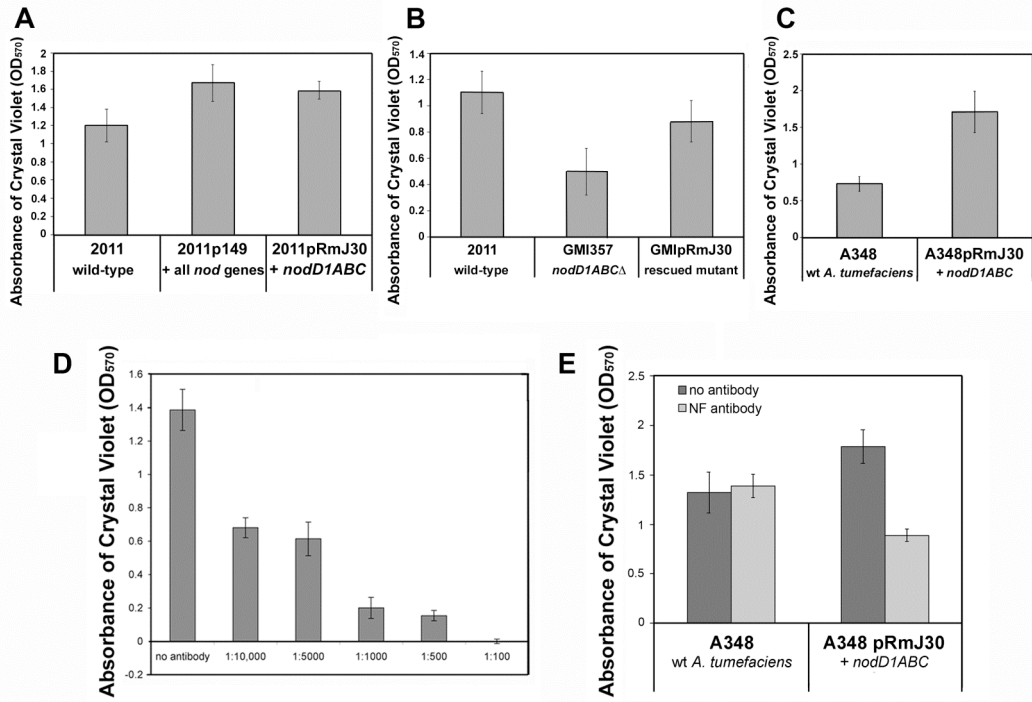 A
Absorbance of Crystal Violet (OD570)
2
1.8
1.6
1.4
1.2
1
0.8
0.6
0.4
0.2
0
2011
wild-type
2011p149
+ all nod genes
2011pRmJ30
+ nodD1ABC
B
Absorbance of Crystal Violet (OD570)
1.4
1.2
1
0.8
0.6
0.4
0.2
0
2011
wild-type
GMI357
nodD1ABCΔ
GMIpRmJ30
rescued mutant
C
Absorbance of Crystal Violet (OD570)
2.5
2
1.5
1
0.5
0
A348
wt A. tumefaciens
A348pRmJ30
+ nodD1ABC
D
Absorbance of Crystal Violet (OD570)
1.6
1.4
1.2
1
0.8
0.6
0.4
0.2
0
-0.2
no antibody
1:10,000
1:5000
1:1000
1:500
1:100
E
Absorbance of Crystal Violet (OD570)
2.5
2
1.5
1
0.5
0
no antibody
NF antibody
A348
wt A. tumefaciens
A348 pRmJ30
+ nodD1ABC